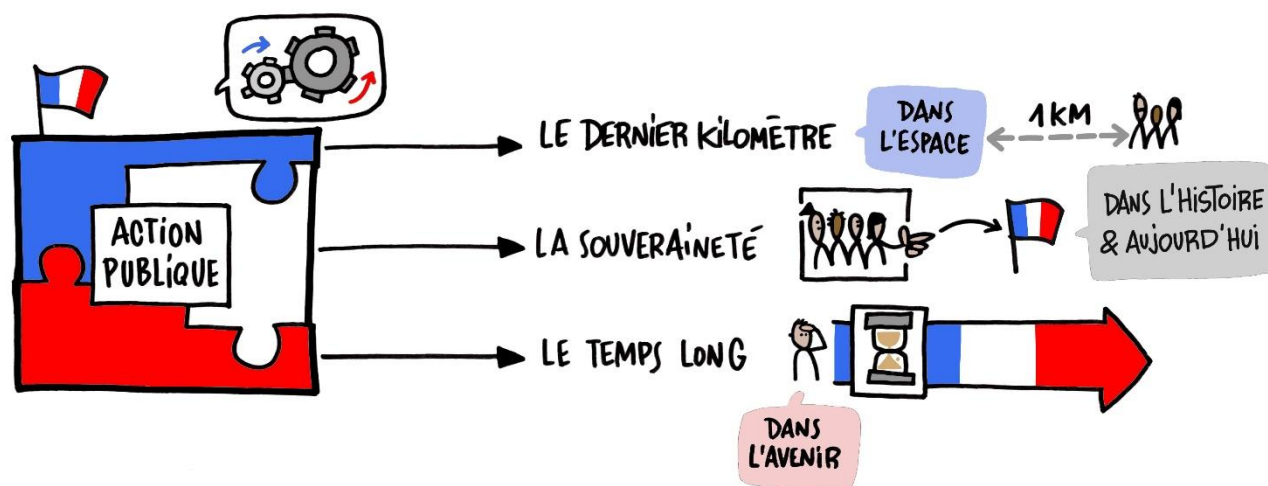 ACTION
PUBLIQUE
LE DERNIER KILOMÈTRE
DANS
L'ESPACE
1KM
LA SOUVERAINETÉ
DANS L'HISTOIRE
& AUJOURD'HUI
LE TEMPS LONG
DANS
L'AVENIR